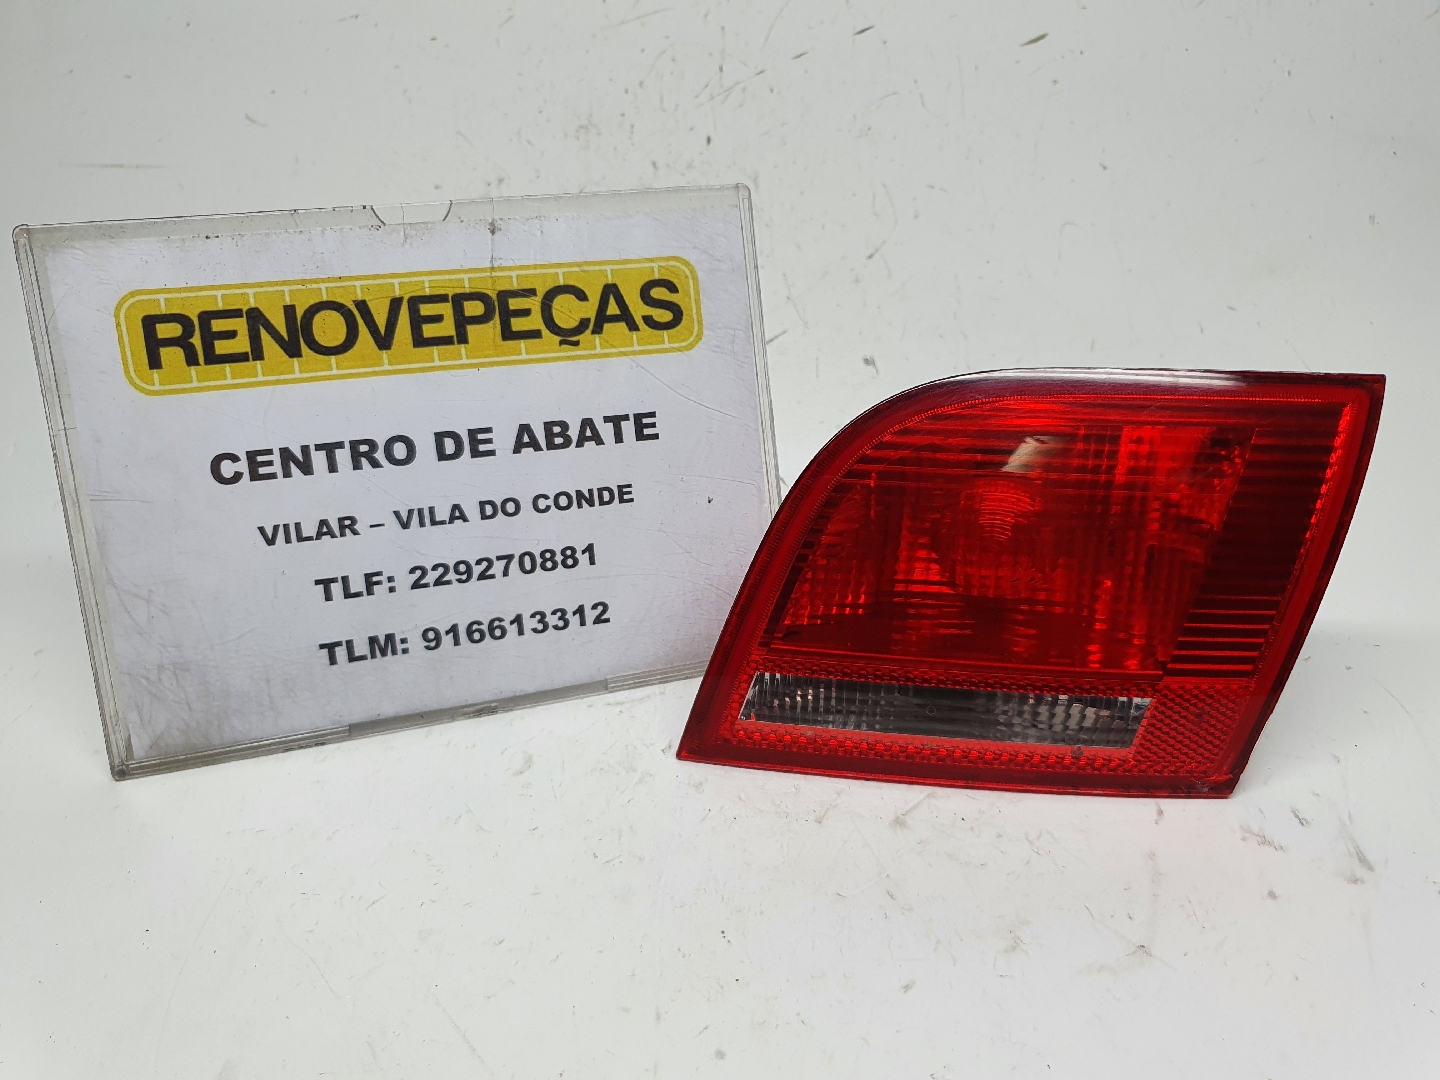 RENOVEPEÇAS
CENTRO DE ABATE
VILAR – VILA DO CONDE
TLF: 229270881
TLM: 916613312